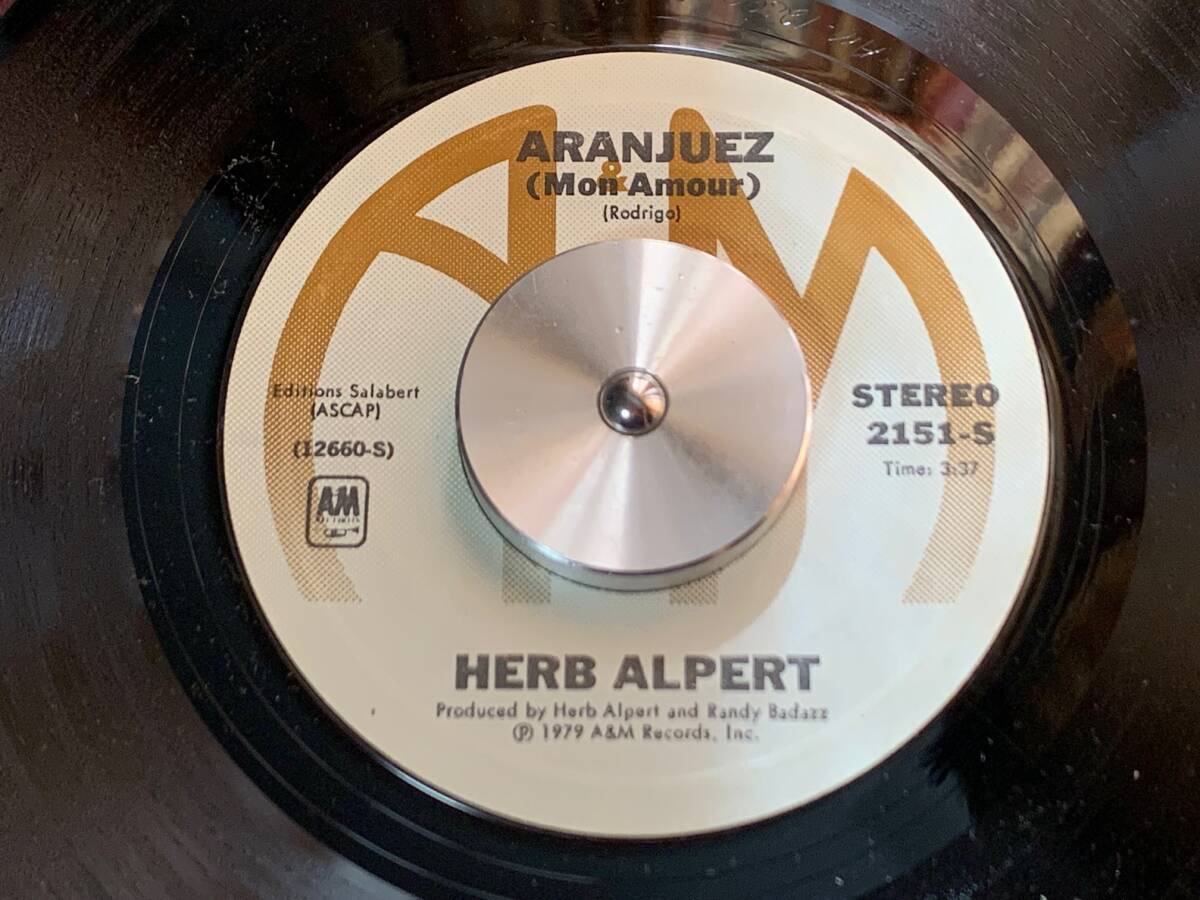 ARANJUEZ
(Mon Amour)
(Rodrigo)
A&M
Editions Salabert
(ASCAP)
(12660-S)
A&M
RECORDS
STEREO
2151-S
Time: 3:37
HERB ALPERT
Produced by Herb Alpert and Randy Badazz
Ⓟ 1979 A&M Records, Inc.